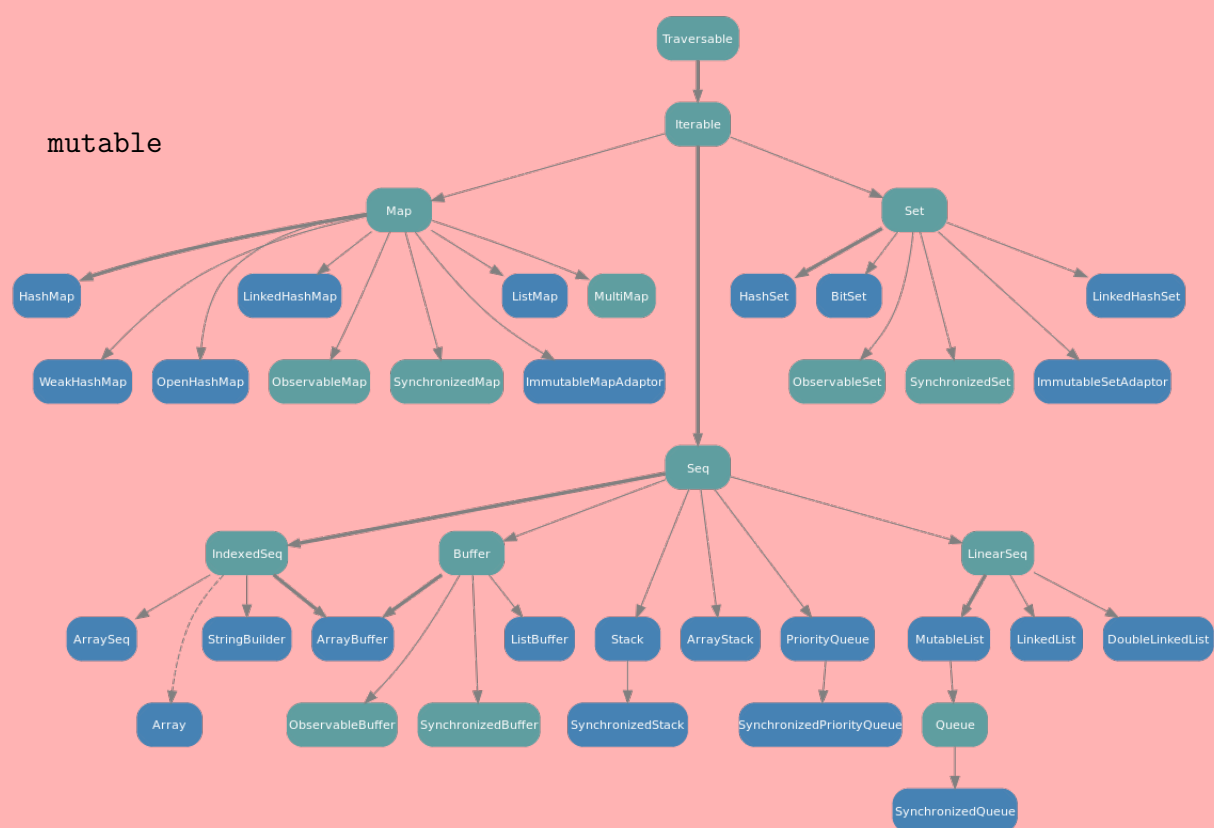 Traversable
Iterable
mutable
Map
Set
HashMap
LinkedHashMap
ListMap
MultiMap
HashSet
BitSet
LinkedHashSet
WeakHashMap
OpenHashMap
ObservableMap
SynchronizedMap
ImmutableMapAdaptor
ObservableSet
SynchronizedSet
ImmutableSetAdaptor
Seq
IndexedSeq
Buffer
LinearSeq
ArraySeq
StringBuilder
ArrayBuffer
ListBuffer
Stack
ArrayStack
PriorityQueue
MutableList
LinkedList
DoubleLinkedList
Array
ObservableBuffer
SynchronizedBuffer
SynchronizedStack
SynchronizedPriorityQueue
Queue
SynchronizedQueue